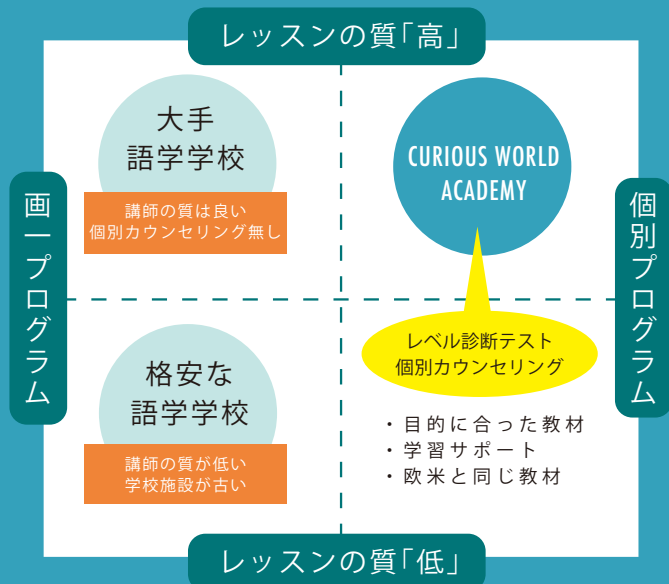 レッスンの質「高」
大手
語学学校
講師の質は良い
個別カウンセリング無し
CURIOUS WORLD
ACADEMY
画一プログラム
個別プログラム
格安な
語学学校
講師の質が低い
学校施設が古い
レベル診断テスト
個別カウンセリング
・目的に合った教材
・学習サポート
・欧米と同じ教材
レッスンの質「低」